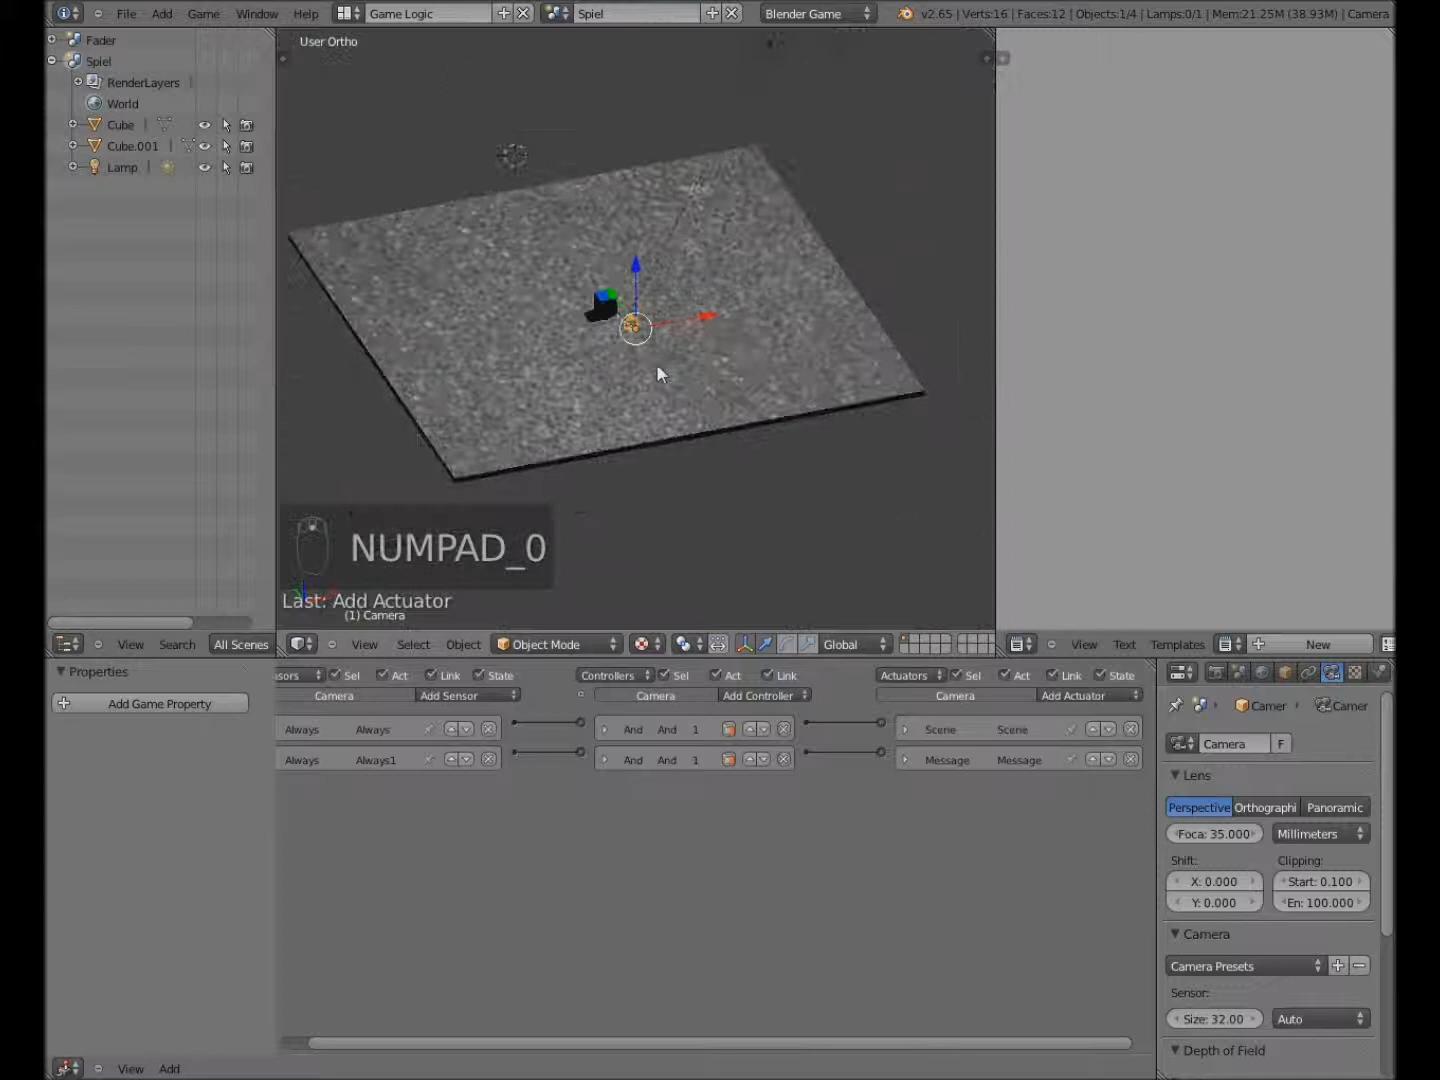 File Add Game Window Help Game Logic Spiel Blender Game v2.65 | Verts:16 | Faces:12 | Objects:1/4 | Lamps:0/1 | Mem:21.25M (38.93M) | Camera
Fader
Spiel
RenderLayers
World
Cube
Cube.001
Lamp
User Ortho
NUMPAD_0
Last: Add Actuator
(1) Camera
View Search All Scenes
View Select Object Object Mode Global
View Text Templates New
Properties
Add Game Property
sors Sel Act Link State Controllers Sel Act Link Actuators Sel Act Link State
Camera Add Sensor Camera Add Controller Camera Add Actuator
Always Always And And 1 Scene Scene
Always Always1 And And 1 Message Message
View Add
Camer Camer
Camera F
Lens
Perspective Orthographi Panoramic
Foca: 35.000 Millimeters
Shift: Clipping:
X: 0.000 Start: 0.100
Y: 0.000 En: 100.000
Camera
Camera Presets
Sensor:
Size: 32.00 Auto
Depth of Field